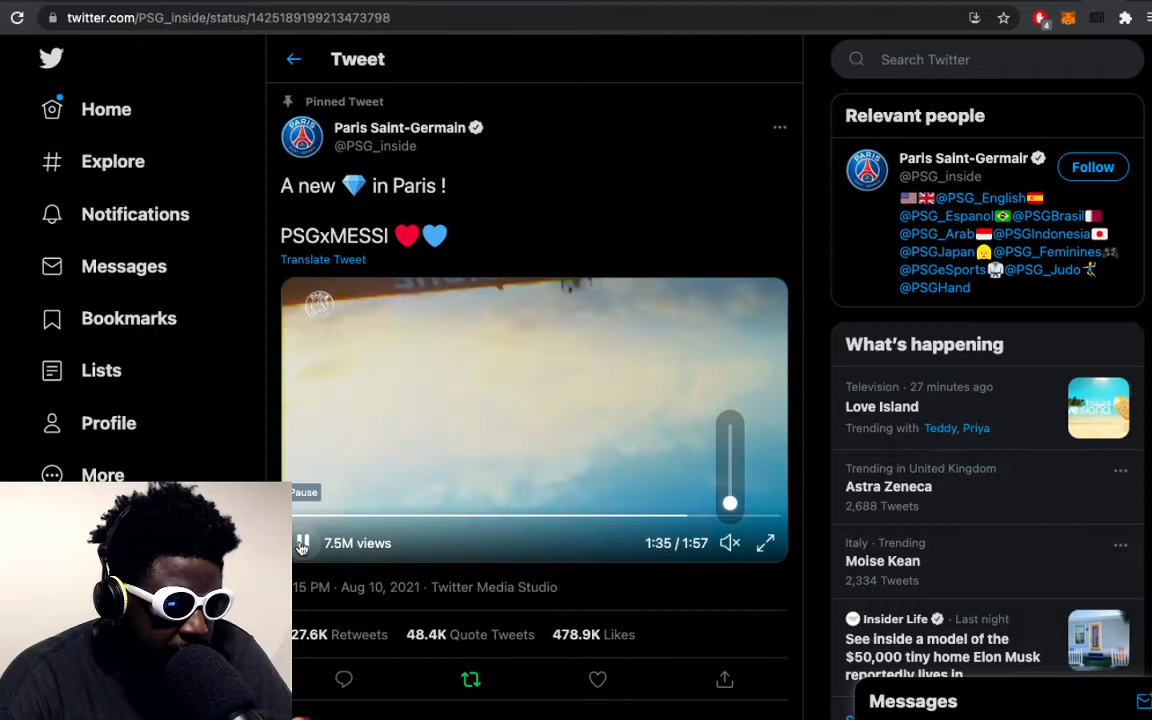 twitter.com/PSG_inside/status/1425189199213473798
4
Tweet
Search Twitter
Home
Explore
Notifications
Messages
Bookmarks
Lists
Profile
More
Pinned Tweet
Paris Saint-Germain
@PSG_inside
A new 💎 in Paris !
PSGxMESSI ❤️💙
Translate Tweet
PARIS
Pause
7.5M views
1:35 / 1:57
15 PM · Aug 10, 2021 · Twitter Media Studio
27.6K Retweets 48.4K Quote Tweets 478.9K Likes
Relevant people
Paris Saint-Germain
@PSG_inside
Follow
🇺🇸🇬🇧@PSG_English🇪🇸
@PSG_Espanol🇧🇷@PSGBrasil🇶🇦
@PSG_Arab🇮🇩@PSGIndonesia🇯🇵
@PSGJapan👱‍♀️@PSG_Feminines🎮
@PSGeSports🥋@PSG_Judo🤾
@PSGHand
What's happening
Television · 27 minutes ago
Love Island
Trending with Teddy, Priya
Trending in United Kingdom
Astra Zeneca
2,688 Tweets
Italy · Trending
Moise Kean
2,334 Tweets
Insider Life · Last night
See inside a model of the
$50,000 tiny home Elon Musk
reportedly lives in
Messages